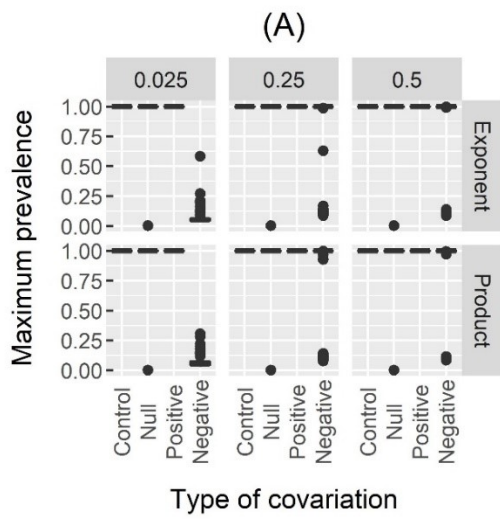 (A)
0.025 0.25 0.5
Maximum prevalence
1.00
0.75
0.50
0.25
0.00
Exponent
1.00
0.75
0.50
0.25
0.00
Product
Control Null Positive Negative Control Null Positive Negative Control Null Positive Negative
Type of covariation